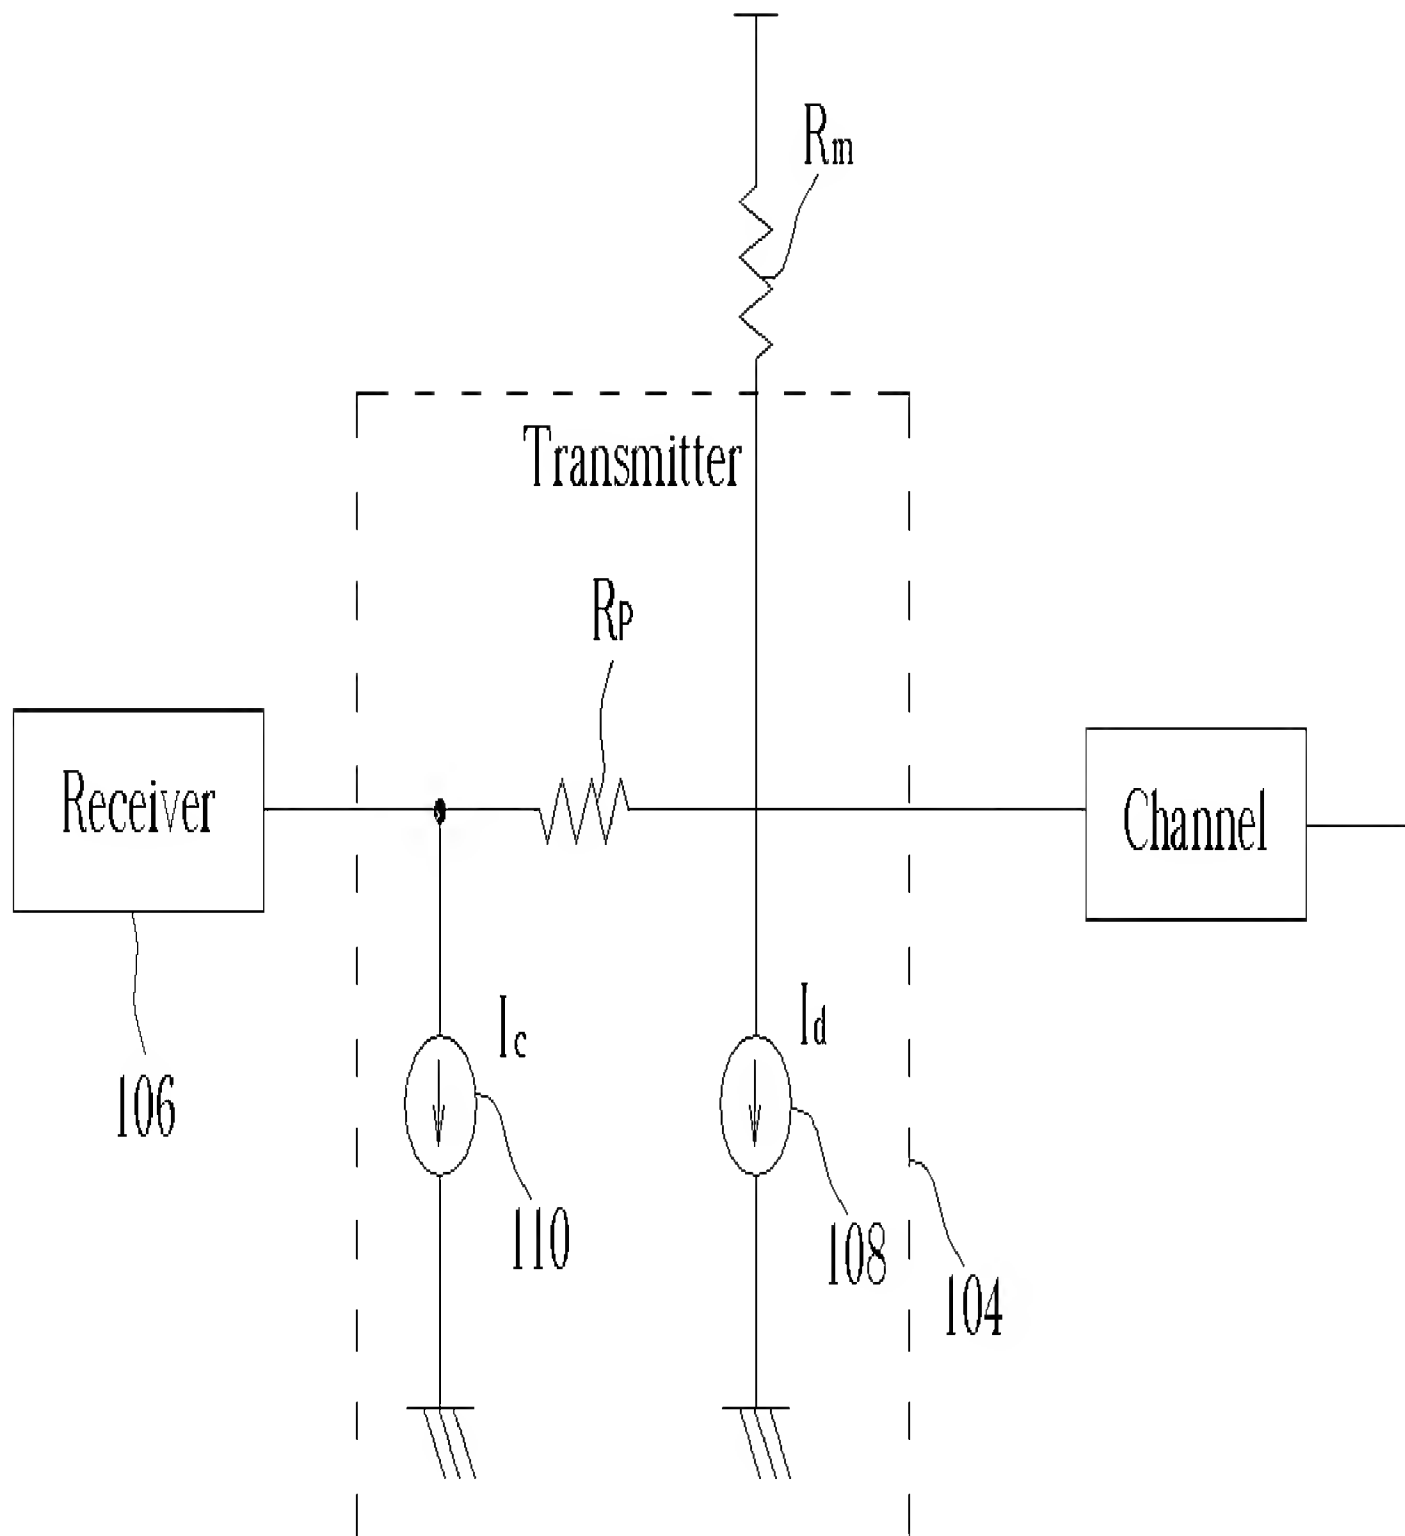 Rm
Transmitter
RP
Receiver
Channel
Ic
Id
106
110
108
104